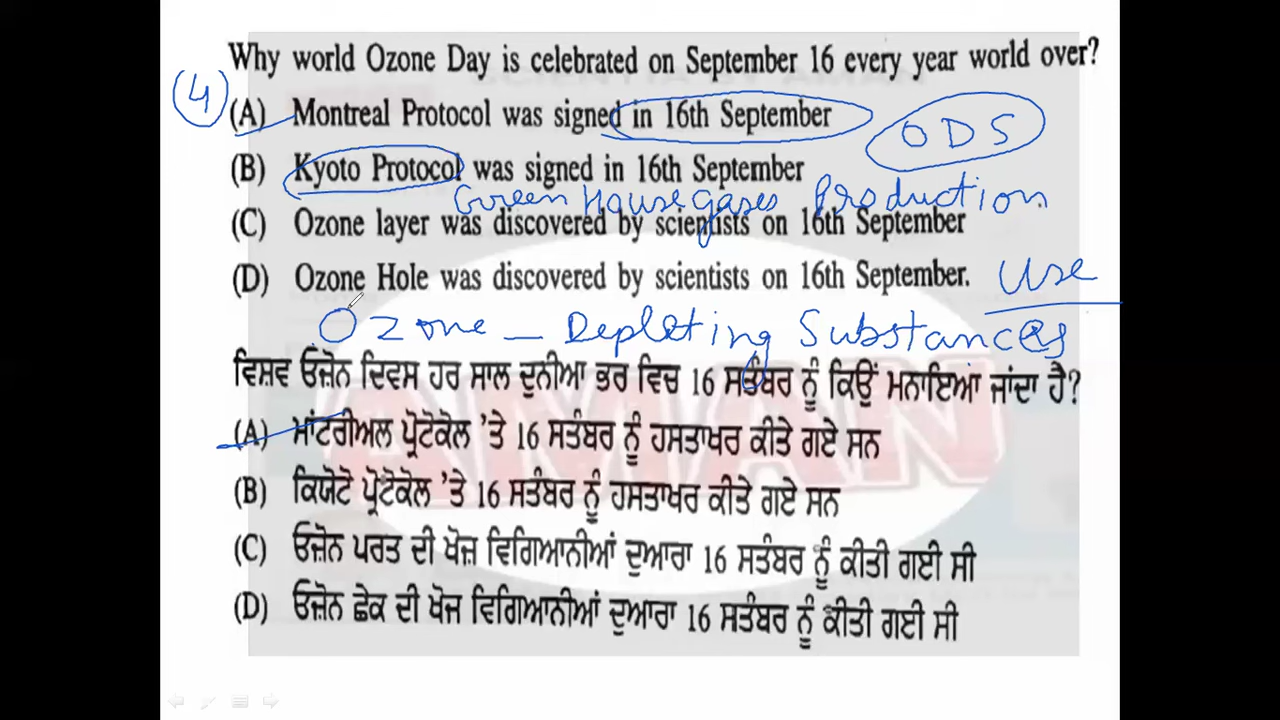 Why world Ozone Day is celebrated on September 16 every year world over?
(4)
(A) Montreal Protocol was signed in 16th September
ODS
(B) Kyoto Protocol was signed in 16th September
Green House gases Production
(C) Ozone layer was discovered by scientists on 16th September
(D) Ozone Hole was discovered by scientists on 16th September.
Use
Ozone - Depleting Substances
ਵਿਸ਼ਵ ਓਜ਼ੋਨ ਦਿਵਸ ਹਰ ਸਾਲ ਦੁਨੀਆ ਭਰ ਵਿਚ 16 ਸਤੰਬਰ ਨੂੰ ਕਿਉਂ ਮਨਾਇਆ ਜਾਂਦਾ ਹੈ?
(A) ਮਾਂਟਰੀਅਲ ਪ੍ਰੋਟੋਕੋਲ 'ਤੇ 16 ਸਤੰਬਰ ਨੂੰ ਹਸਤਾਖਰ ਕੀਤੇ ਗਏ ਸਨ
(B) ਕਿਯੋਟੋ ਪ੍ਰੋਟੋਕੋਲ 'ਤੇ 16 ਸਤੰਬਰ ਨੂੰ ਹਸਤਾਖਰ ਕੀਤੇ ਗਏ ਸਨ
(C) ਓਜ਼ੋਨ ਪਰਤ ਦੀ ਖੋਜ਼ ਵਿਗਿਆਨੀਆਂ ਦੁਆਰਾ 16 ਸਤੰਬਰ ਨੂੰ ਕੀਤੀ ਗਈ ਸੀ
(D) ਓਜ਼ੋਨ ਛੇਕ ਦੀ ਖੋਜ ਵਿਗਿਆਨੀਆਂ ਦੁਆਰਾ 16 ਸਤੰਬਰ ਨੂੰ ਕੀਤੀ ਗਈ ਸੀ
AMAN